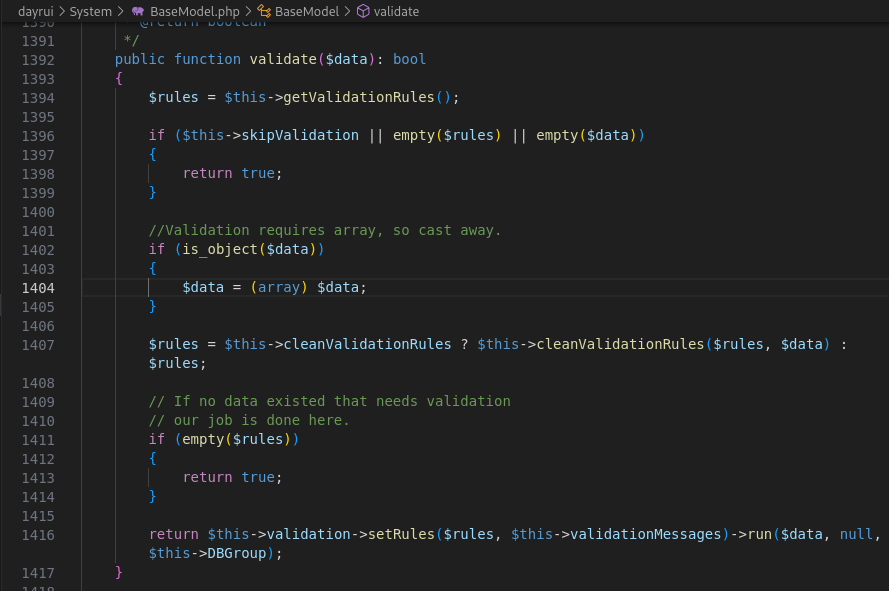 dayrui > System > BaseModel.php > BaseModel > validate
1390 * @return boolean
1391 */
1392 public function validate($data): bool
1393 {
1394 $rules = $this->getValidationRules();
1395
1396 if ($this->skipValidation || empty($rules) || empty($data))
1397 {
1398 return true;
1399 }
1400
1401 //Validation requires array, so cast away.
1402 if (is_object($data))
1403 {
1404 $data = (array) $data;
1405 }
1406
1407 $rules = $this->cleanValidationRules ? $this->cleanValidationRules($rules, $data) :
$rules;
1408
1409 // If no data existed that needs validation
1410 // our job is done here.
1411 if (empty($rules))
1412 {
1413 return true;
1414 }
1415
1416 return $this->validation->setRules($rules, $this->validationMessages)->run($data, null,
$this->DBGroup);
1417 }
1418